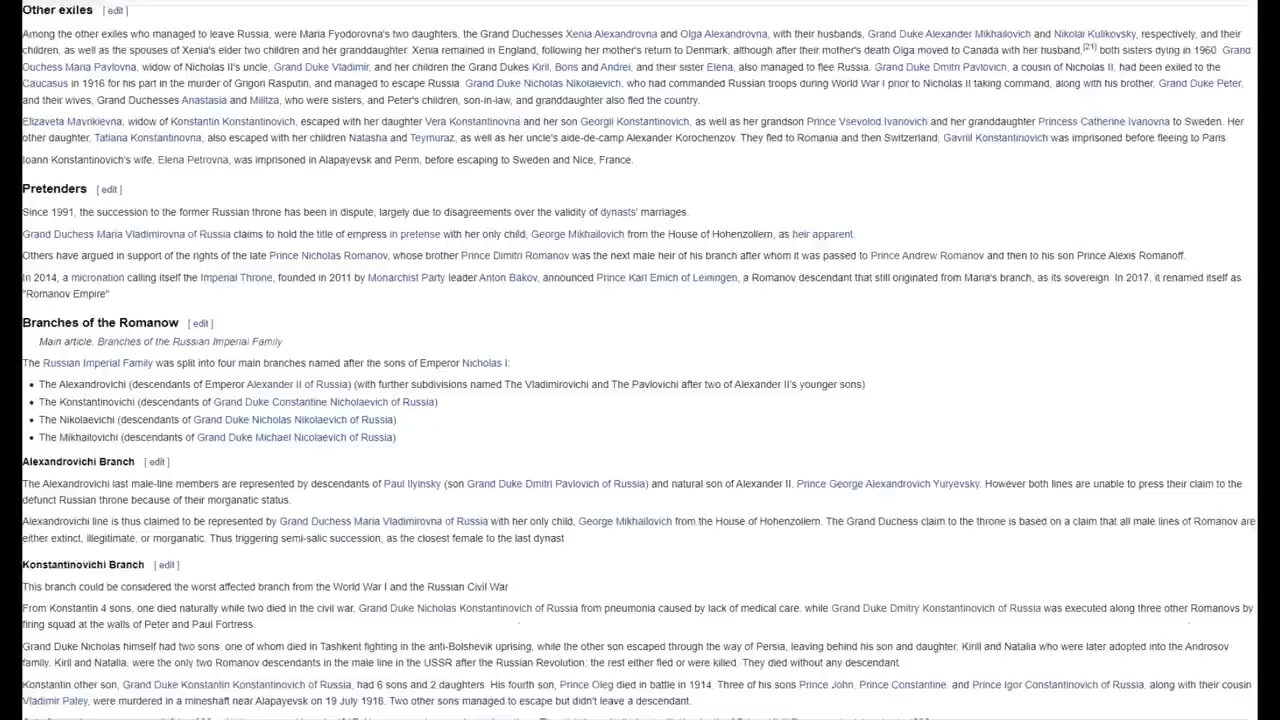 Other exiles [ edit ]
Among the other exiles who managed to leave Russia, were Maria Fyodorovna's two daughters, the Grand Duchesses Xenia Alexandrovna and Olga Alexandrovna, with their husbands, Grand Duke Alexander Mikhailovich and Nikolai Kulikovsky, respectively, and their
children, as well as the spouses of Xenia's elder two children and her granddaughter. Xenia remained in England, following her mother's return to Denmark, although after their mother's death Olga moved to Canada with her husband,[21] both sisters dying in 1960 Grand
Duchess Maria Pavlovna, widow of Nicholas II's uncle, Grand Duke Vladimir, and her children the Grand Dukes Kiril, Boris and Andrei, and their sister Elena, also managed to flee Russia. Grand Duke Dmitri Pavlovich, a cousin of Nicholas II, had been exiled to the
Caucasus in 1916 for his part in the murder of Grigori Rasputin, and managed to escape Russia Grand Duke Nicholas Nikolaievich, who had commanded Russian troops during World War I prior to Nicholas II taking command, along with his brother, Grand Duke Peter,
and their wives, Grand Duchesses Anastasia and Militza, who were sisters, and Peter's children, son-in-law, and granddaughter also fled the country.
Elizaveta Mavrikievna, widow of Konstantin Konstantinovich, escaped with her daughter Vera Konstantinovna and her son Georgii Konstantinovich, as well as her grandson Prince Vsevolod Ivanovich and her granddaughter Princess Catherine Ivanovna to Sweden. Her
other daughter, Tatiana Konstantinovna, also escaped with her children Natasha and Teymuraz, as well as her uncle's aide-de-camp Alexander Korochenzov. They fled to Romania and then Switzerland. Gavriil Konstantinovich was imprisoned before fleeing to Paris.
Ioann Konstantinovich's wife, Elena Petrovna, was imprisoned in Alapayevsk and Perm, before escaping to Sweden and Nice, France.
Pretenders [ edit ]
Since 1991, the succession to the former Russian throne has been in dispute, largely due to disagreements over the validity of dynasts' marriages.
Grand Duchess Maria Vladimirovna of Russia claims to hold the title of empress in pretense with her only child, George Mikhailovich from the House of Hohenzollern, as heir apparent.
Others have argued in support of the rights of the late Prince Nicholas Romanov, whose brother Prince Dimitri Romanov was the next male heir of his branch after whom it was passed to Prince Andrew Romanov and then to his son Prince Alexis Romanoff.
In 2014, a micronation calling itself the Imperial Throne, founded in 2011 by Monarchist Party leader Anton Bakov, announced Prince Karl Emich of Leiningen, a Romanov descendant that still originated from Maria's branch, as its sovereign. In 2017, it renamed itself as
"Romanov Empire"
Branches of the Romanow [ edit ]
Main article: Branches of the Russian Imperial Family
The Russian Imperial Family was split into four main branches named after the sons of Emperor Nicholas I:
• The Alexandrovichi (descendants of Emperor Alexander II of Russia) (with further subdivisions named The Vladimirovichi and The Pavlovichi after two of Alexander II's younger sons)
• The Konstantinovichi (descendants of Grand Duke Constantine Nicholaevich of Russia)
• The Nikolaevichi (descendants of Grand Duke Nicholas Nikolaevich of Russia)
• The Mikhailovichi (descendants of Grand Duke Michael Nicolaevich of Russia)
Alexandrovichi Branch [ edit ]
The Alexandrovichi last male-line members are represented by descendants of Paul Ilyinsky (son Grand Duke Dmitri Pavlovich of Russia) and natural son of Alexander II. Prince George Alexandrovich Yuryevsky. However both lines are unable to press their claim to the
defunct Russian throne because of their morganatic status.
Alexandrovichi line is thus claimed to be represented by Grand Duchess Maria Vladimirovna of Russia with her only child, George Mikhailovich from the House of Hohenzollern. The Grand Duchess claim to the throne is based on a claim that all male lines of Romanov are
either extinct, illegitimate, or morganatic. Thus triggering semi-salic succession, as the closest female to the last dynast
Konstantinovichi Branch [ edit ]
This branch could be considered the worst affected branch from the World War I and the Russian Civil War
From Konstantin 4 sons, one died naturally while two died in the civil war, Grand Duke Nicholas Konstantinovich of Russia from pneumonia caused by lack of medical care. while Grand Duke Dmitry Konstantinovich of Russia was executed along three other Romanovs by
firing squad at the walls of Peter and Paul Fortress.
Grand Duke Nicholas himself had two sons, one of whom died in Tashkent fighting in the anti-Bolshevik uprising, while the other son escaped through the way of Persia, leaving behind his son and daughter, Kirill and Natalia who were later adopted into the Androsov
family. Kiril and Natalia, were the only two Romanov descendants in the male line in the USSR after the Russian Revolution; the rest either fled or were killed. They died without any descendant.
Konstantin other son, Grand Duke Konstantin Konstantinovich of Russia, had 6 sons and 2 daughters. His fourth son, Prince Oleg died in battle in 1914. Three of his sons Prince John, Prince Constantine. and Prince Igor Constantinovich of Russia, along with their cousin
Vladimir Paley, were murdered in a mineshaft near Alapayevsk on 19 July 1918. Two other sons managed to escape but didn't leave a descendant.